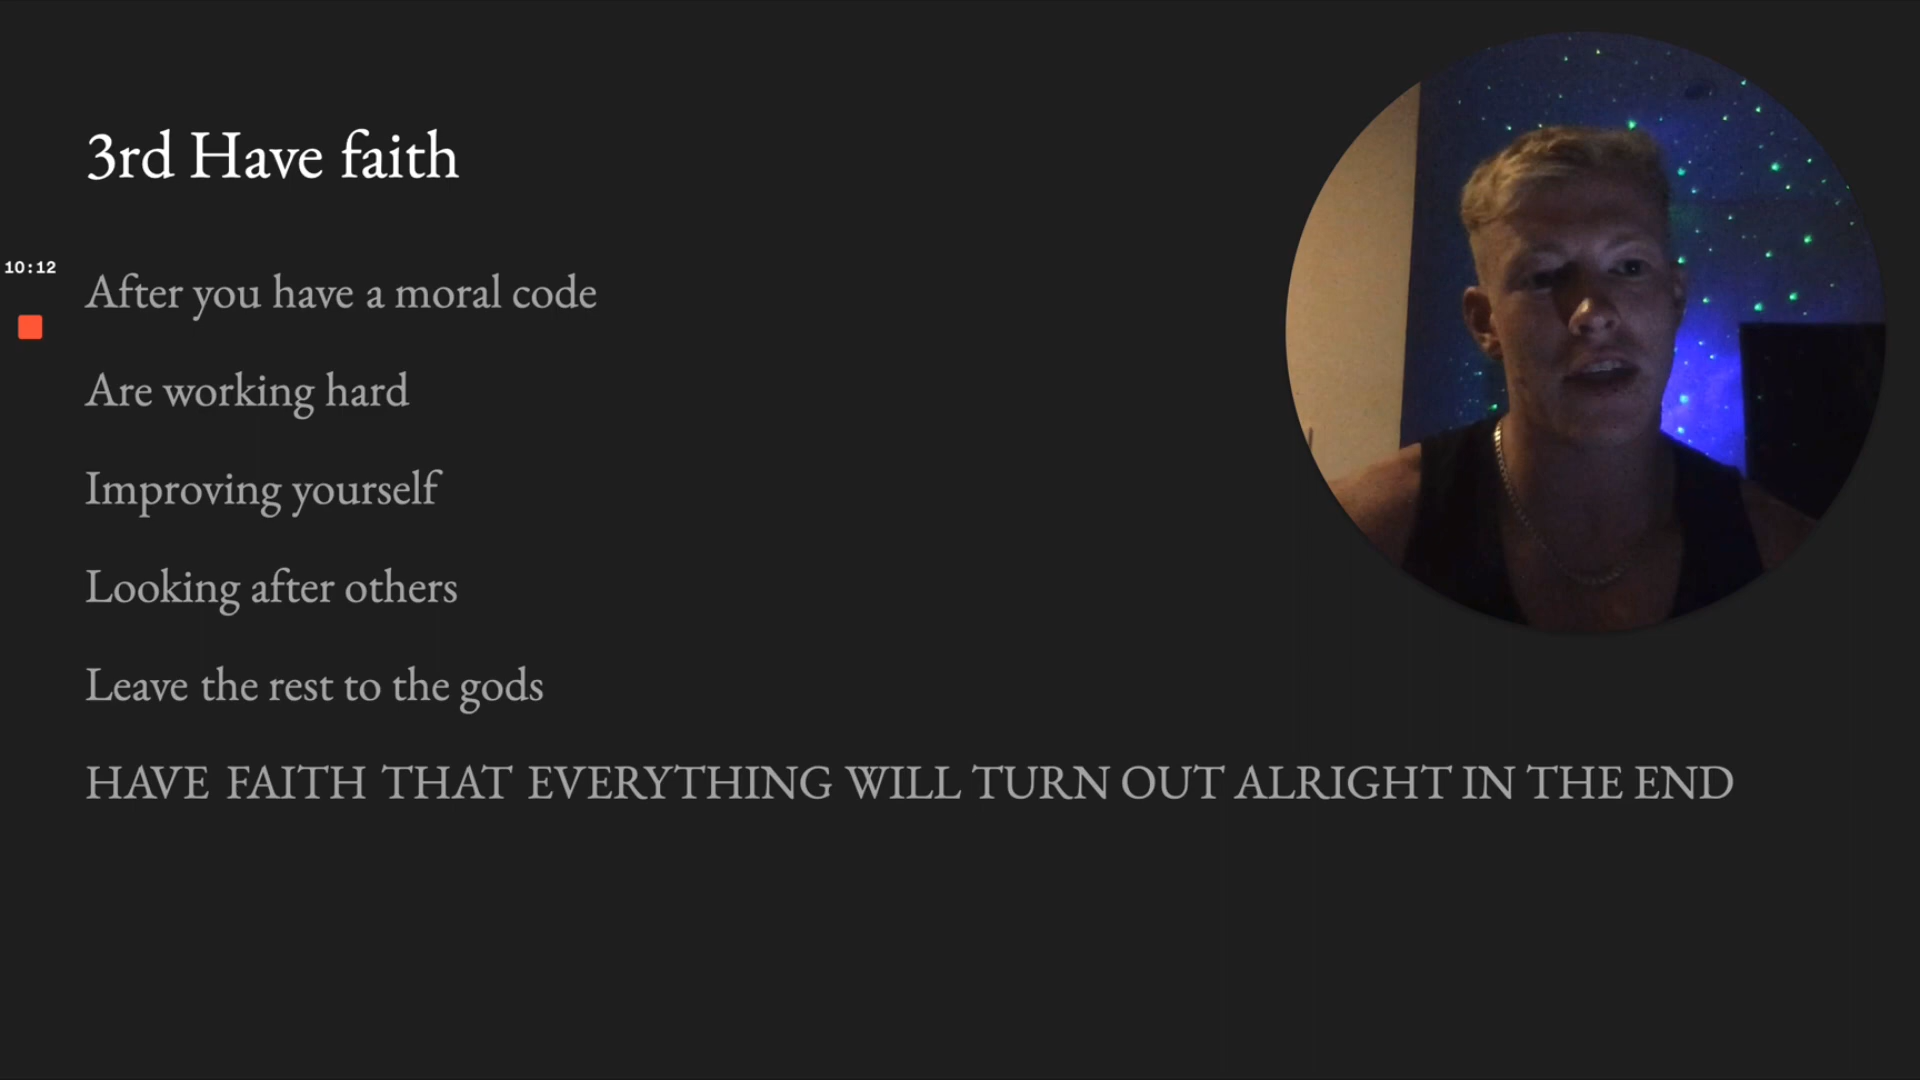 3rd Have faith
10:12
After you have a moral code
Are working hard
Improving yourself
Looking after others
Leave the rest to the gods
HAVE FAITH THAT EVERYTHING WILL TURN OUT ALRIGHT IN THE END